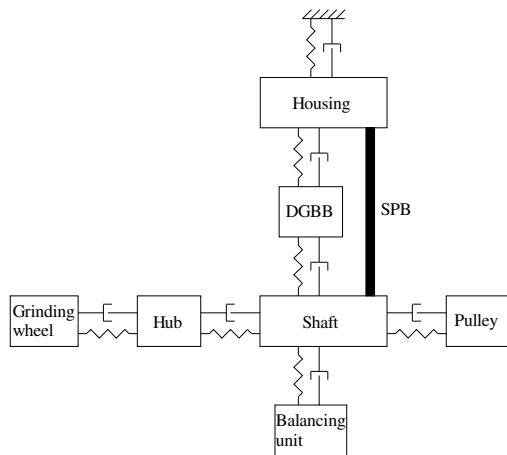 Housing
DGBB
SPB
Grinding
wheel
Hub
Shaft
Pulley
Balancing
unit